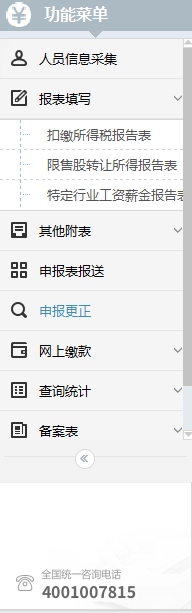 功能菜单
人员信息采集
报表填写
扣缴所得税报告表
限售股转让所得报告
特定行业工资薪金报告表
其他附表
申报表报送
申报更正
网上缴款
查询统计
备案表
全国统一咨询电话
4001007815